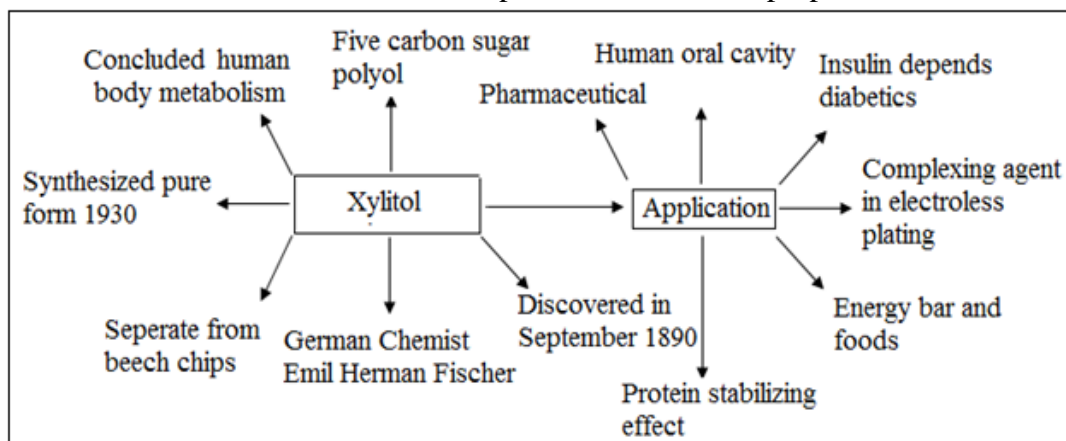 Concluded human
body metabolism
Five carbon sugar
polyol
Human oral cavity
Pharmaceutical
Insulin depends
diabetics
Synthesized pure
form 1930
Xylitol
Application
Complexing agent
in electroless
plating
Seperate from
beech chips
German Chemist
Emil Herman Fischer
Discovered in
September 1890
Energy bar and
foods
Protein stabilizing
effect